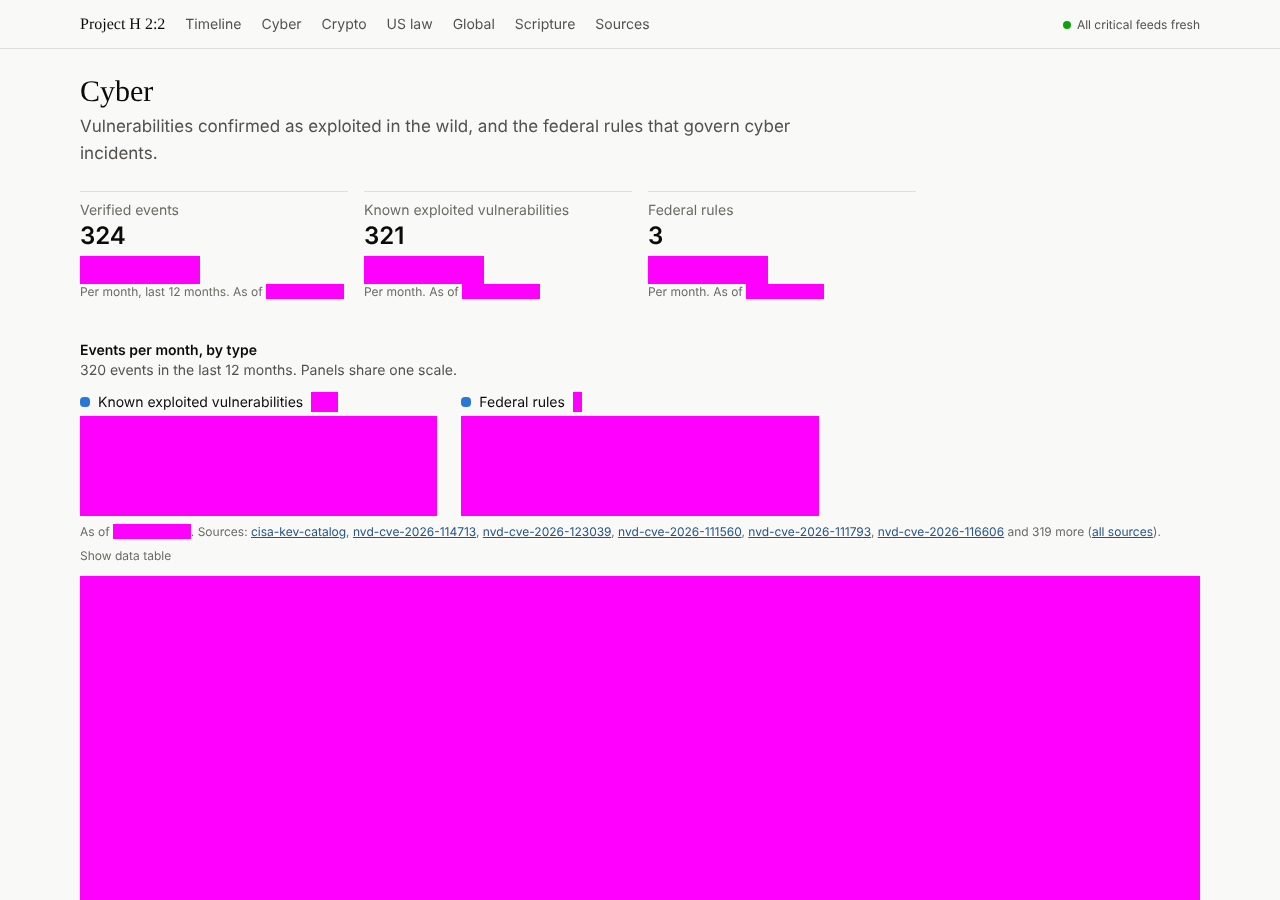 Project H 2:2 Timeline Cyber Crypto US law Global Scripture Sources All critical feeds fresh
Cyber
Vulnerabilities confirmed as exploited in the wild, and the federal rules that govern cyber
incidents.
Verified events Known exploited vulnerabilities Federal rules
324 321 3
Per month, last 12 months. As of Per month. As of Per month. As of
Events per month, by type
320 events in the last 12 months. Panels share one scale.
Known exploited vulnerabilities Federal rules
As of . Sources: cisa-kev-catalog, nvd-cve-2026-114713, nvd-cve-2026-123039, nvd-cve-2026-111560, nvd-cve-2026-111793, nvd-cve-2026-116606 and 319 more (all sources).
Show data table